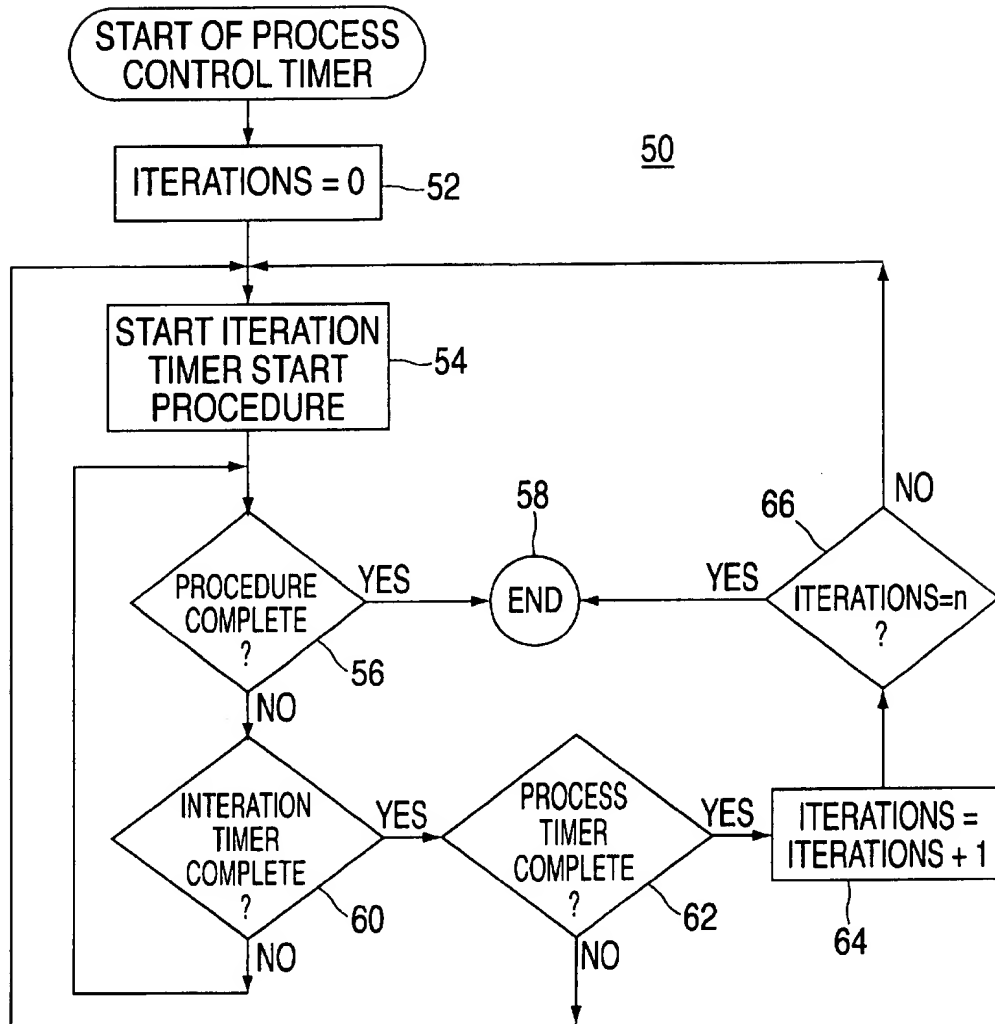 START OF PROCESS
CONTROL TIMER
50
ITERATIONS = 0
52
START ITERATION
TIMER START
PROCEDURE
54
58
66
NO
PROCEDURE
COMPLETE
?
YES
END
YES
ITERATIONS=n
?
56
NO
INTERATION
TIMER
COMPLETE
?
YES
PROCESS
TIMER
COMPLETE
?
YES
ITERATIONS =
ITERATIONS + 1
60
62
64
NO
NO